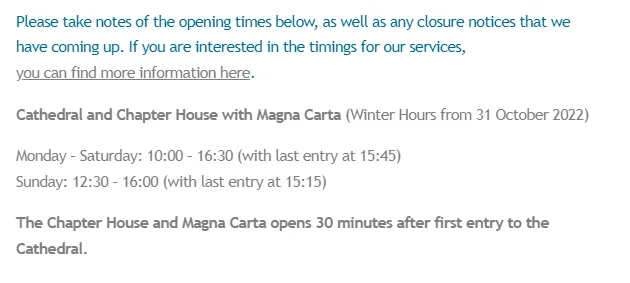 Please take notes of the opening times below, as well as any closure notices that we
have coming up. If you are interested in the timings for our services,
you can find more information here.
Cathedral and Chapter House with Magna Carta (Winter Hours from 31 October 2022)
Monday - Saturday: 10:00 - 16:30 (with last entry at 15:45)
Sunday: 12:30 - 16:00 (with last entry at 15:15)
The Chapter House and Magna Carta opens 30 minutes after first entry to the
Cathedral.